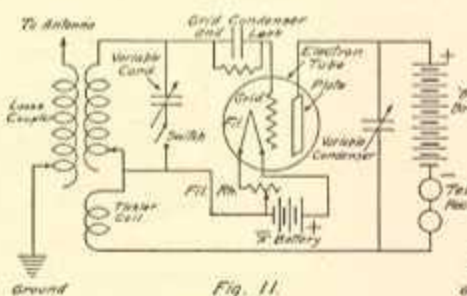 To Antenna
Grid Condenser
and Leak
Variable
Cond.
Electron
Tube
Plate
Loose
Coupler
Grid
Fil.
Switch
Variable
Condenser
Tickler
Coil
Fil. Rh.
"A" Battery
Ground
Fig. 11.
+
-
+